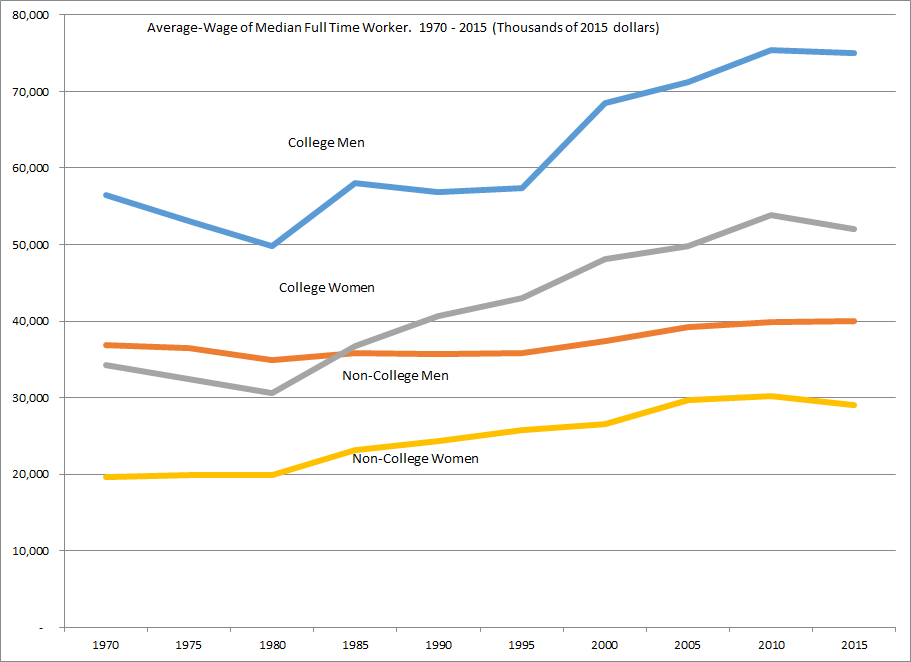 80,000
Average-Wage of Median Full Time Worker.  1970 - 2015 (Thousands of 2015 dollars)
70,000
College Men
60,000
50,000
College Women
40,000
Non-College Men
30,000
Non-College Women
20,000
10,000
-
1970 1975 1980 1985 1990 1995 2000 2005 2010 2015